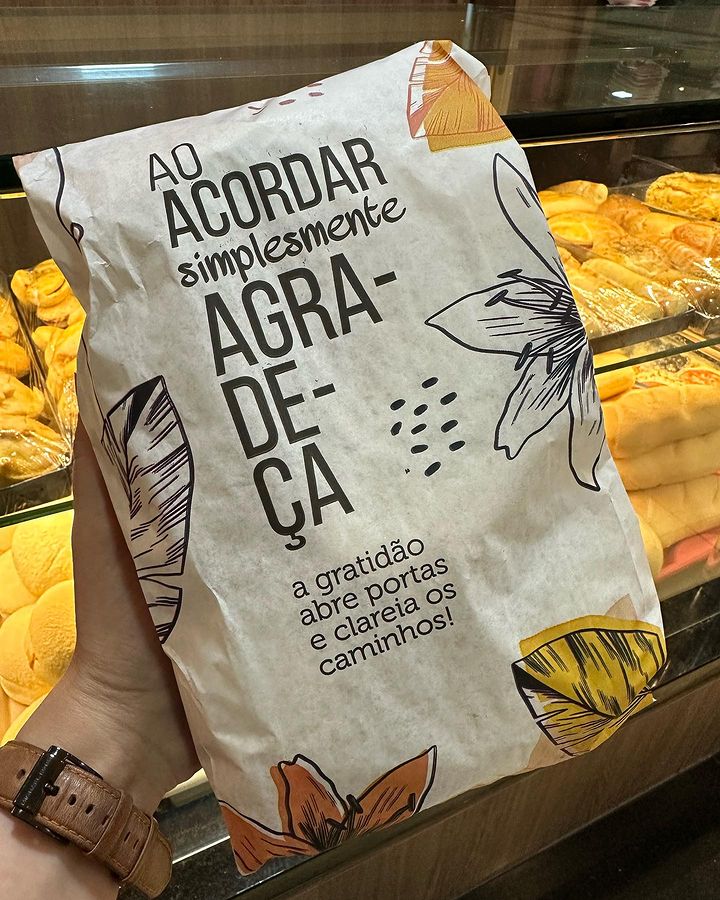 AO
ACORDAR
simplesmente
AGRA-
DE-
ÇA
a gratidão
abre portas
e clareia os
caminhos!